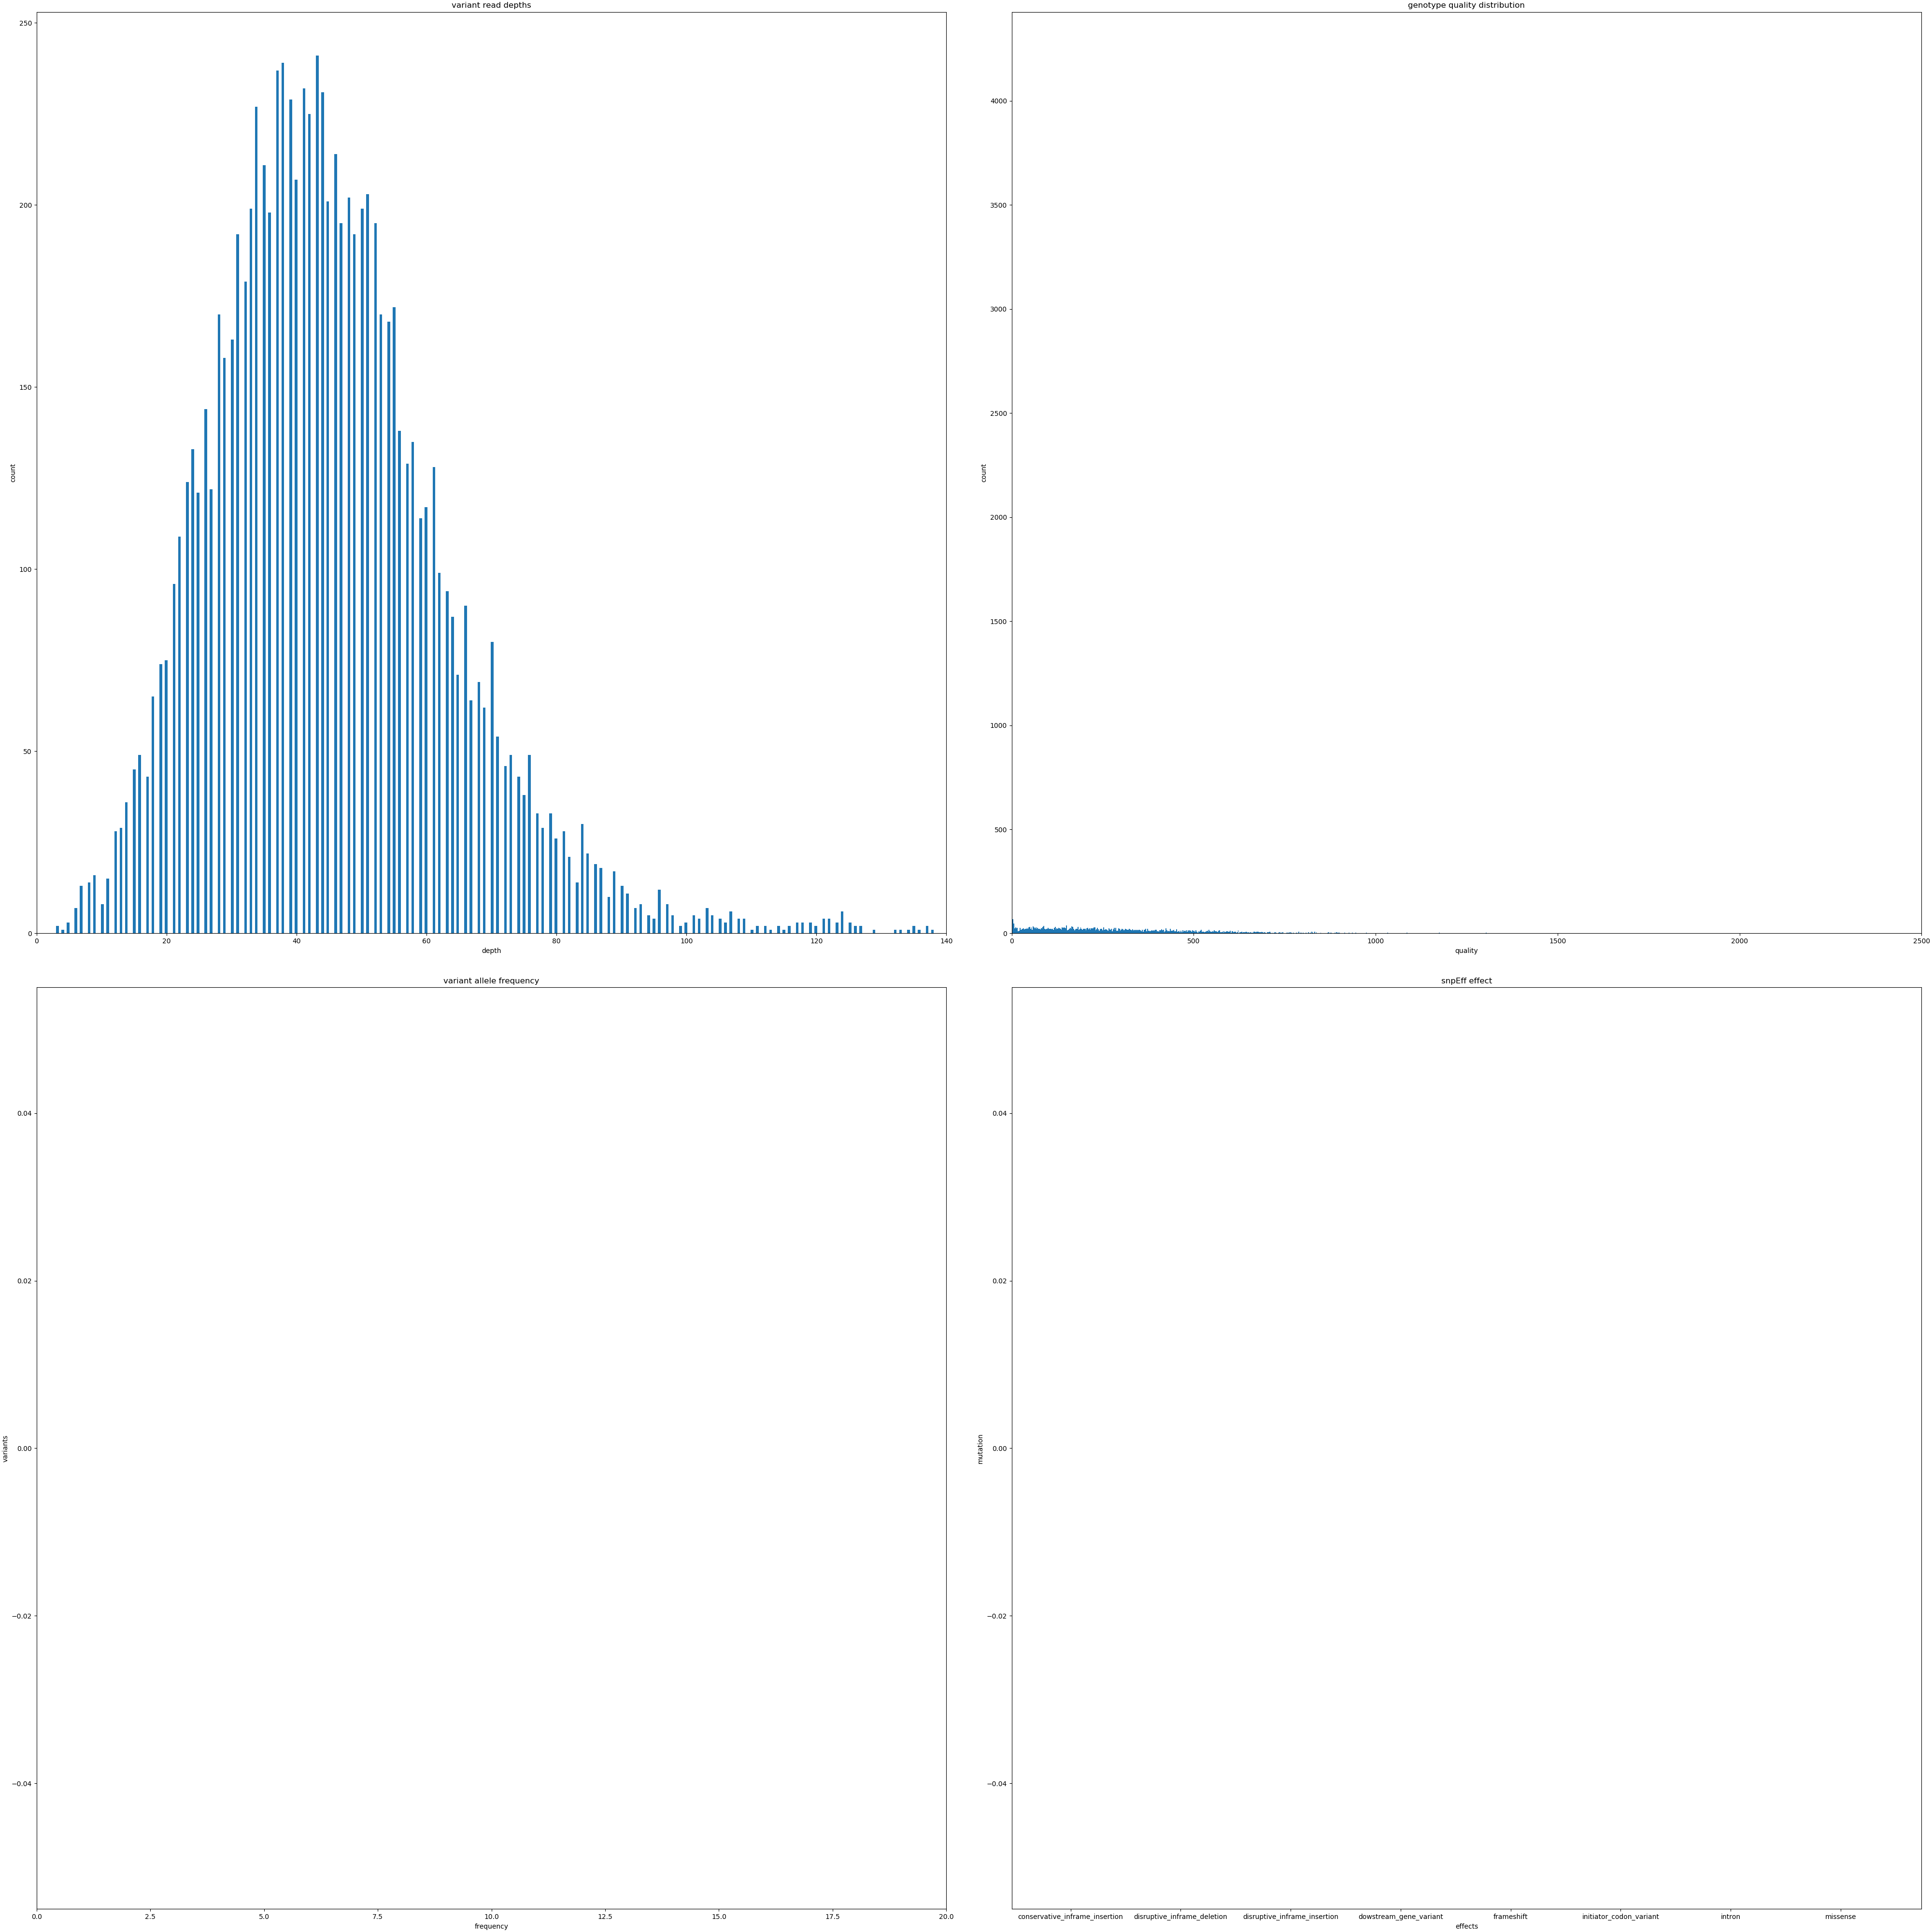 variant read depths
250
200
150
100
50
0
count
0 20 40 60 80 100 120 140
depth
genotype quality distribution
4000
3500
3000
2500
2000
1500
1000
500
0
count
0 500 1000 1500 2000 2500
quality
variant allele frequency
0.04
0.02
0.00
−0.02
−0.04
variants
0.0 2.5 5.0 7.5 10.0 12.5 15.0 17.5 20.0
frequency
snpEff effect
0.04
0.02
0.00
−0.02
−0.04
mutation
conservative_inframe_insertion disruptive_inframe_deletion disruptive_inframe_insertion dowstream_gene_variant frameshift initiator_codon_variant intron missense
effects